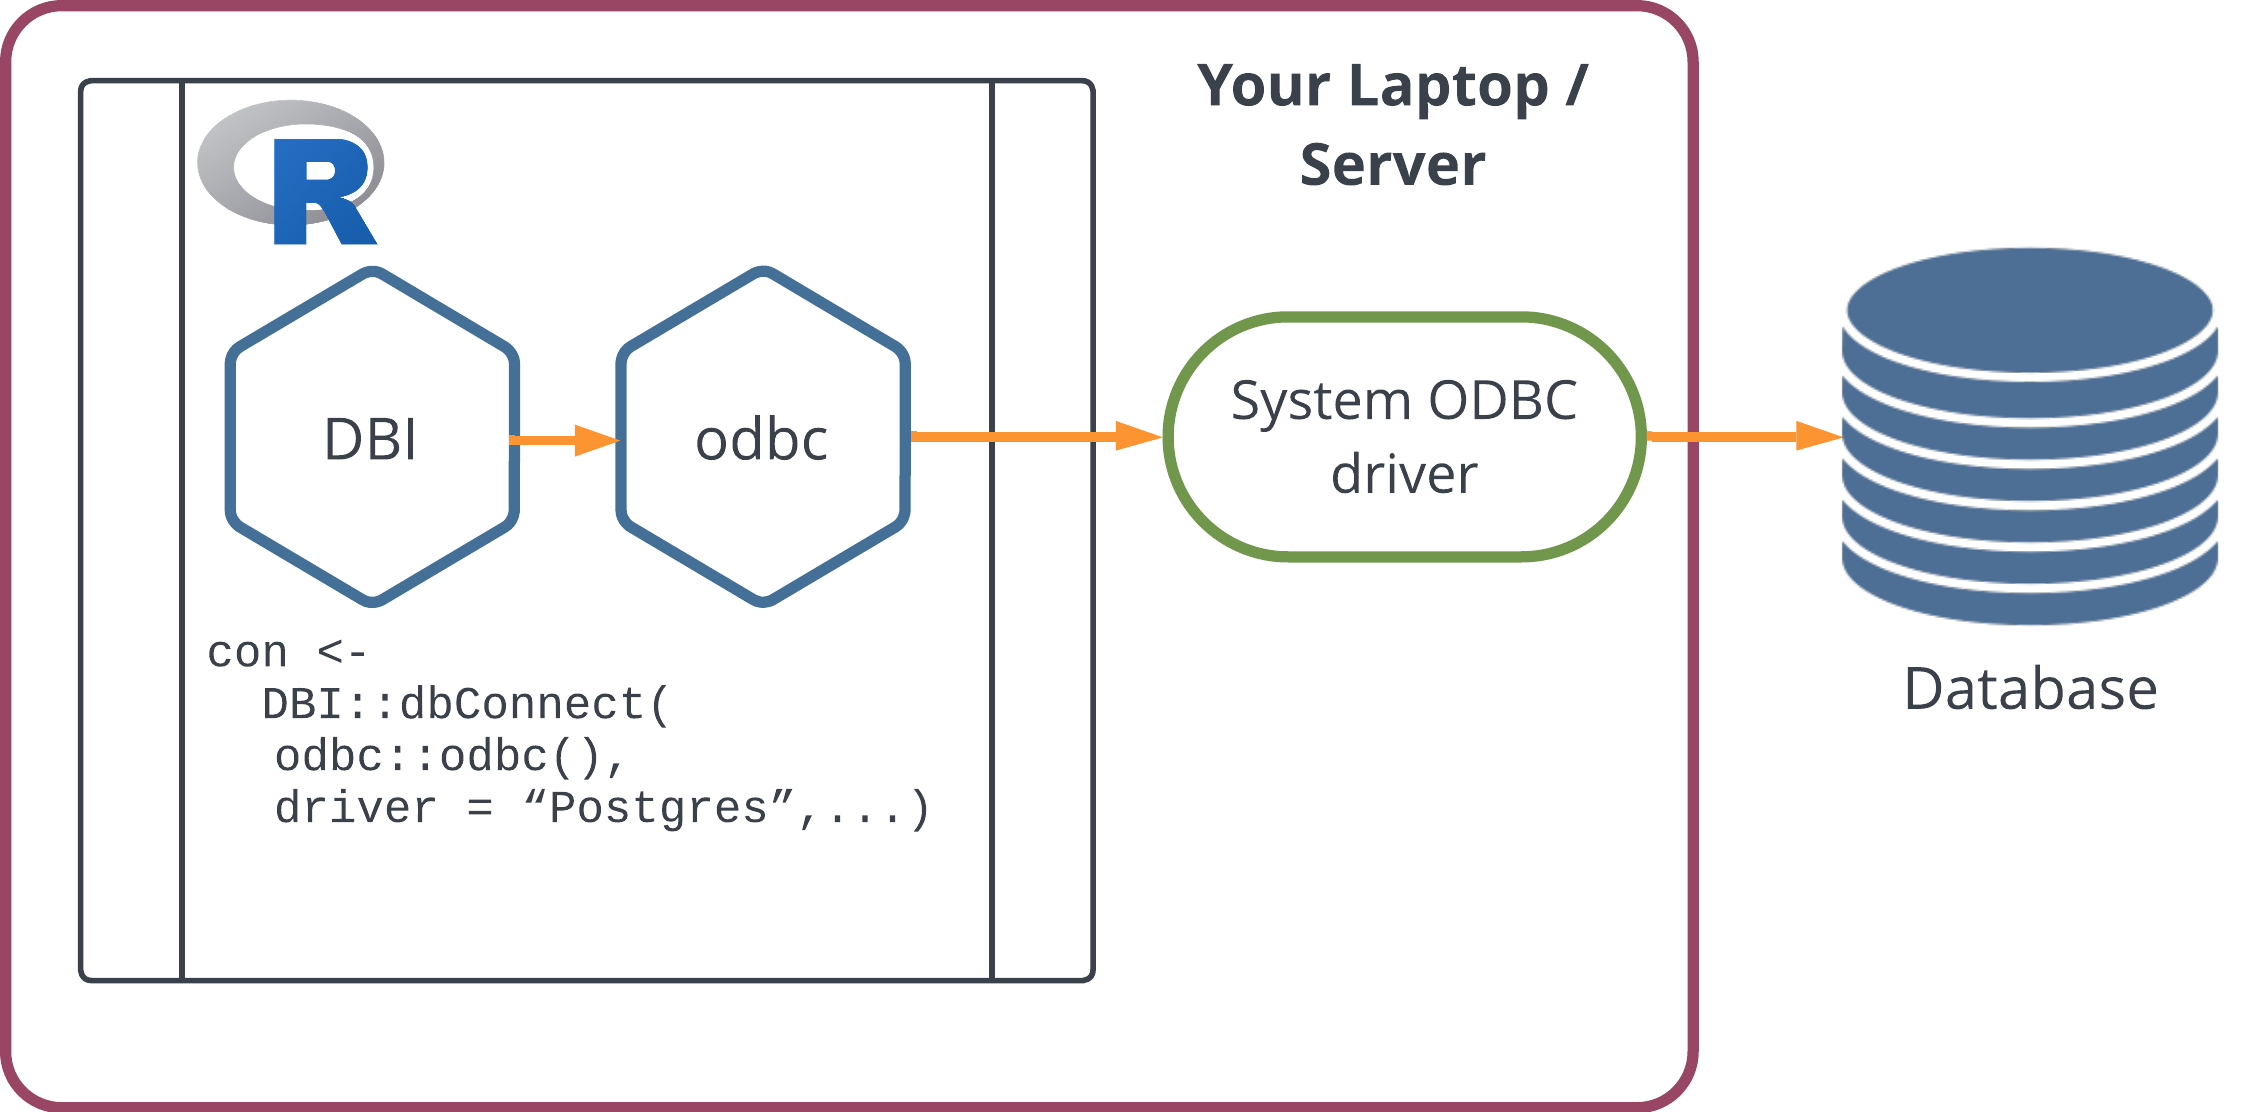 Your Laptop /
Server
R
DBI
odbc
System ODBC
driver
con <-
  DBI::dbConnect(
  odbc::odbc(),
  driver = “Postgres”,...)
Database